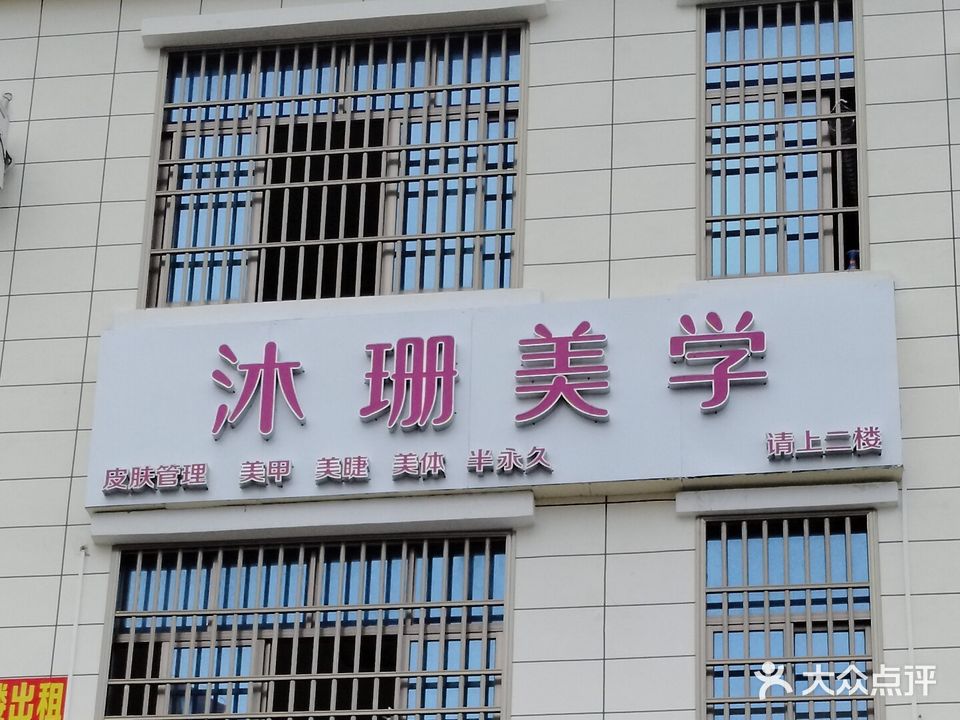 沐珊美学
皮肤管理 美甲 美睫 美体 半永久
请上二楼
楼出租
大众点评